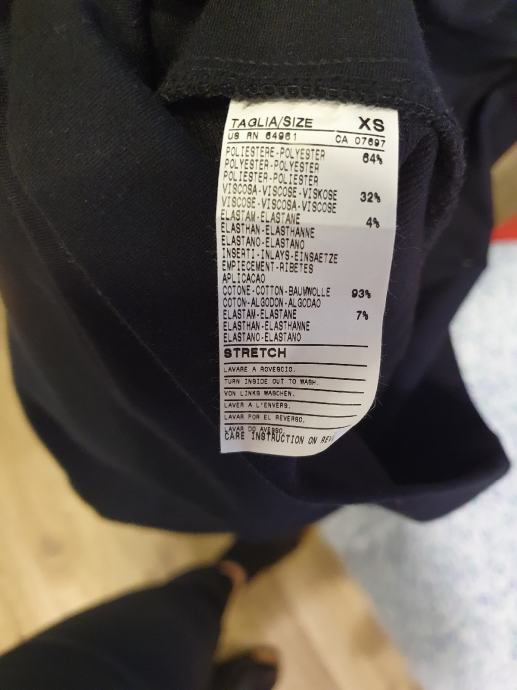 TAGLIA/SIZE XS
US RN 64961 CA 07697
POLIESTERE-POLYESTER 64%
POLYESTER-POLYESTER
POLIESTER-POLIESTER
VISCOSA-VISCOSE-VISKOSE 32%
VISCOSE-VISCOSA-VISCOSE
ELASTAM-ELASTANE 4%
ELASTHAN-ELASTHANNE
ELASTANO-ELASTANO
INSERTI-INLAYS-EINSAETZE
EMPIECEMENT-RIBETES
APLICACAO
COTONE-COTTON-BAUMWOLLE 93%
COTON-ALGODON-ALGODAO
ELASTAM-ELASTANE 7%
ELASTHAN-ELASTHANNE
ELASTANO-ELASTANO
STRETCH
LAVARE A ROVESCIO.
TURN INSIDE OUT TO WASH.
VON LINKS WASCHEN.
LAVER A L'ENVERS.
LAVAR POR EL REVERSO.
LAVAR DO AVESSO.
CARE INSTRUCTION ON